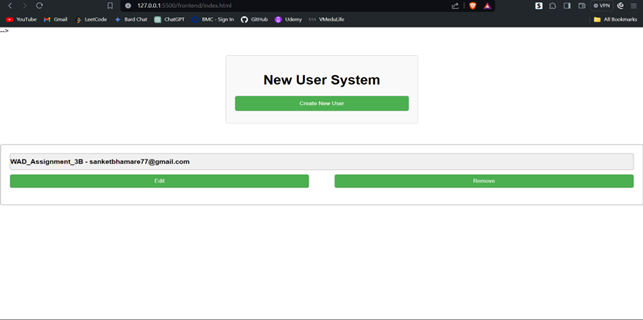 127.0.0.1:5500/frontend/index.html
VPN
YouTube Gmail LeetCode Bard Chat ChatGPT BMC - Sign In GitHub Udemy VMeduLife All Bookmarks
-->
New User System
Create New User
WAD_Assignment_3B - sanketbhamare77@gmail.com
Edit Remove